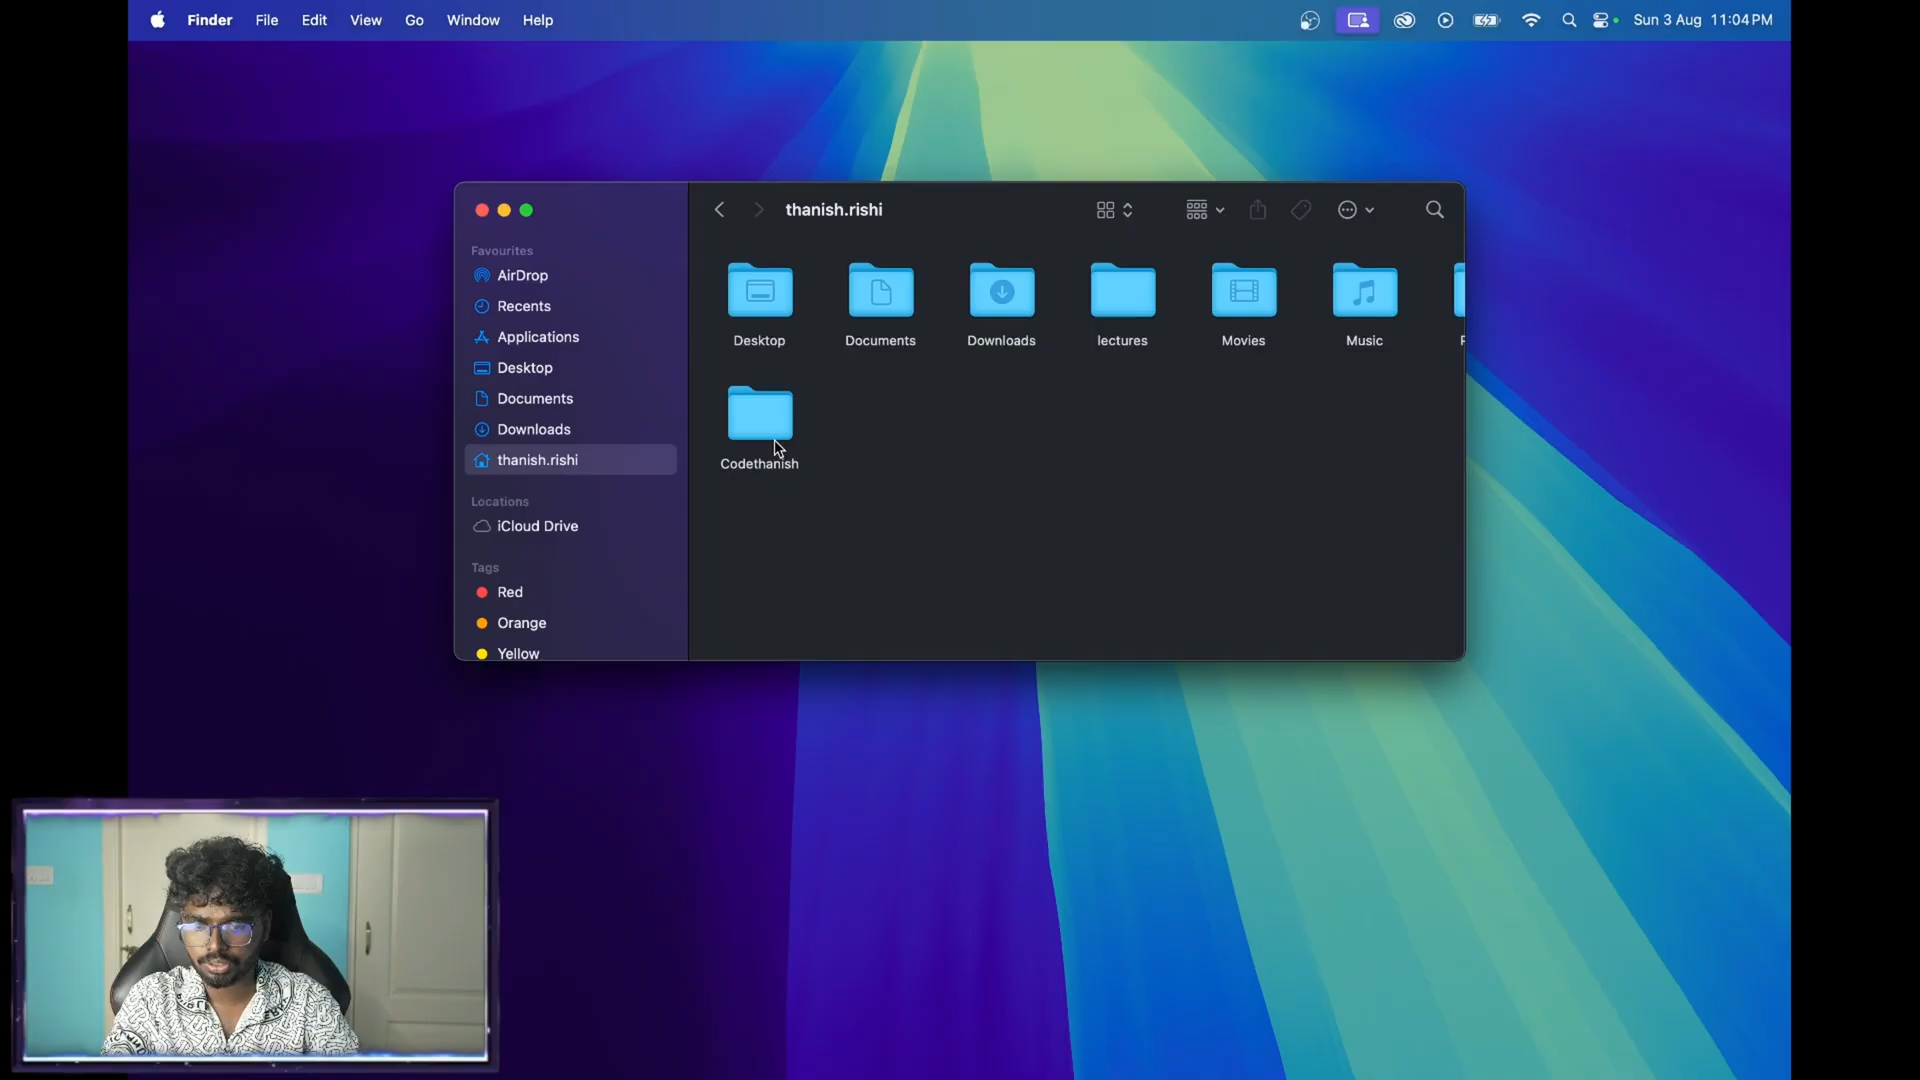 Finder File Edit View Go Window Help Sun 3 Aug 11:04 PM
thanish.rishi
Favourites
AirDrop
Recents
Applications
Desktop
Documents
Downloads
thanish.rishi
Locations
iCloud Drive
Tags
Red
Orange
Yellow
Desktop Documents Downloads lectures Movies Music
Codethanish